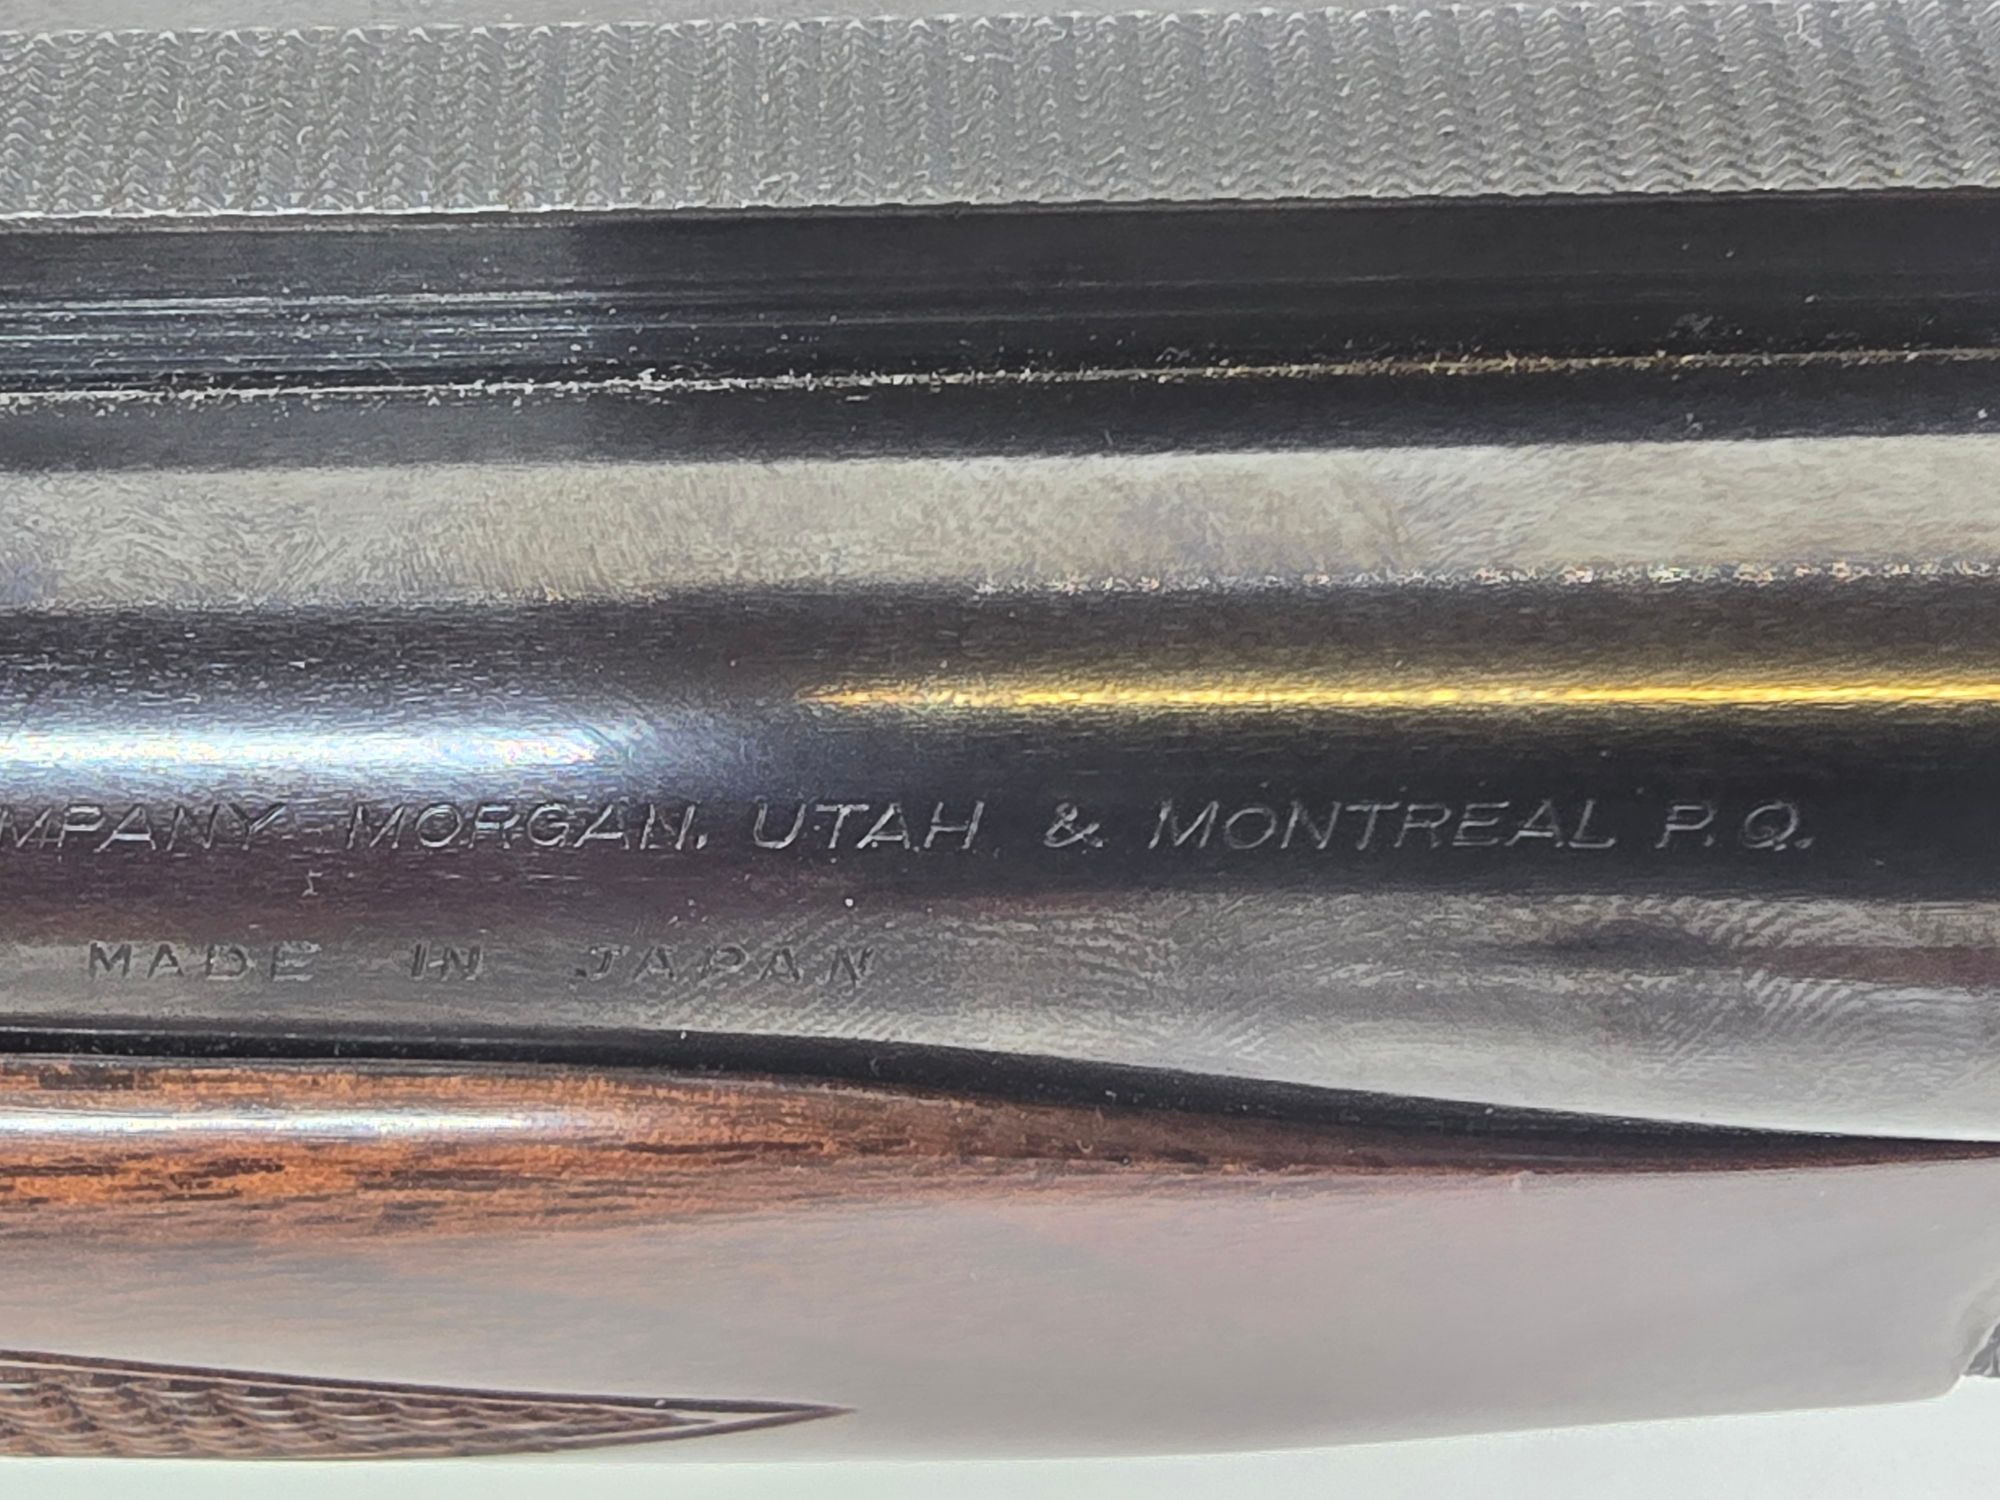 MPANY MORGAN, UTAH & MONTREAL P.Q.
MADE IN JAPAN